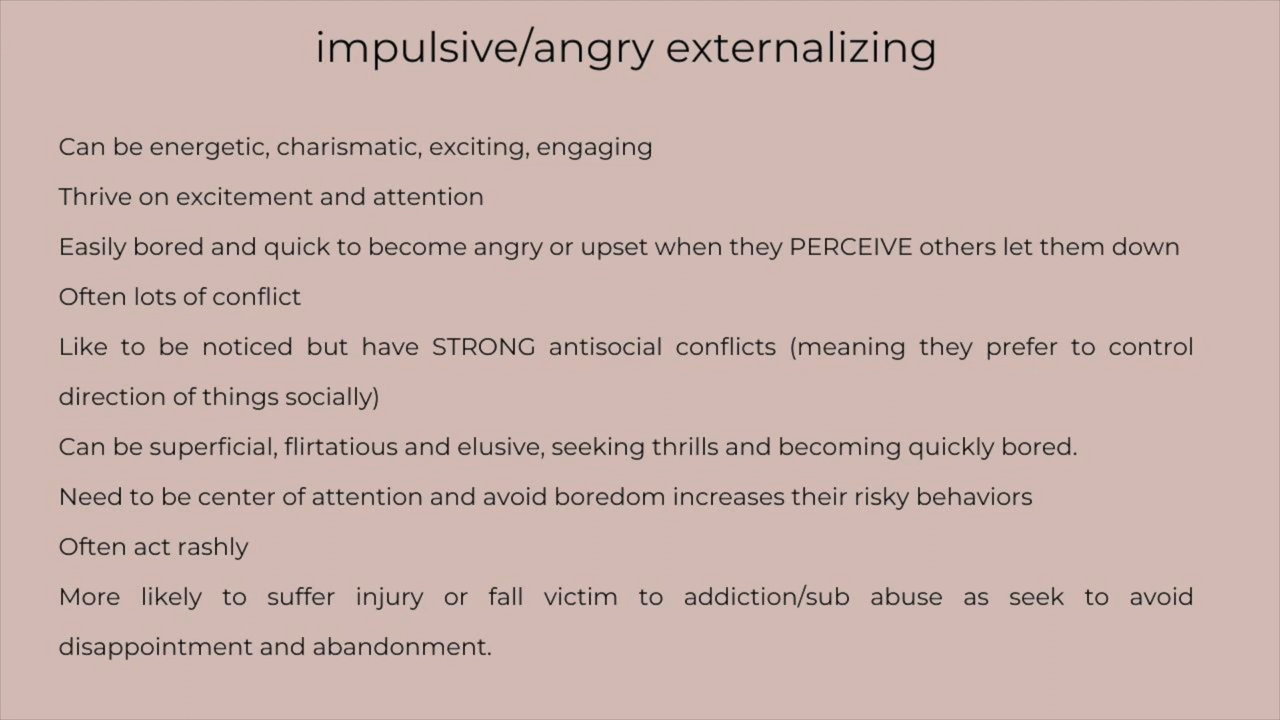 impulsive/angry externalizing
Can be energetic, charismatic, exciting, engaging
Thrive on excitement and attention
Easily bored and quick to become angry or upset when they PERCEIVE others let them down
Often lots of conflict
Like to be noticed but have STRONG antisocial conflicts (meaning they prefer to control
direction of things socially)
Can be superficial, flirtatious and elusive, seeking thrills and becoming quickly bored.
Need to be center of attention and avoid boredom increases their risky behaviors
Often act rashly
More likely to suffer injury or fall victim to addiction/sub abuse as seek to avoid
disappointment and abandonment.